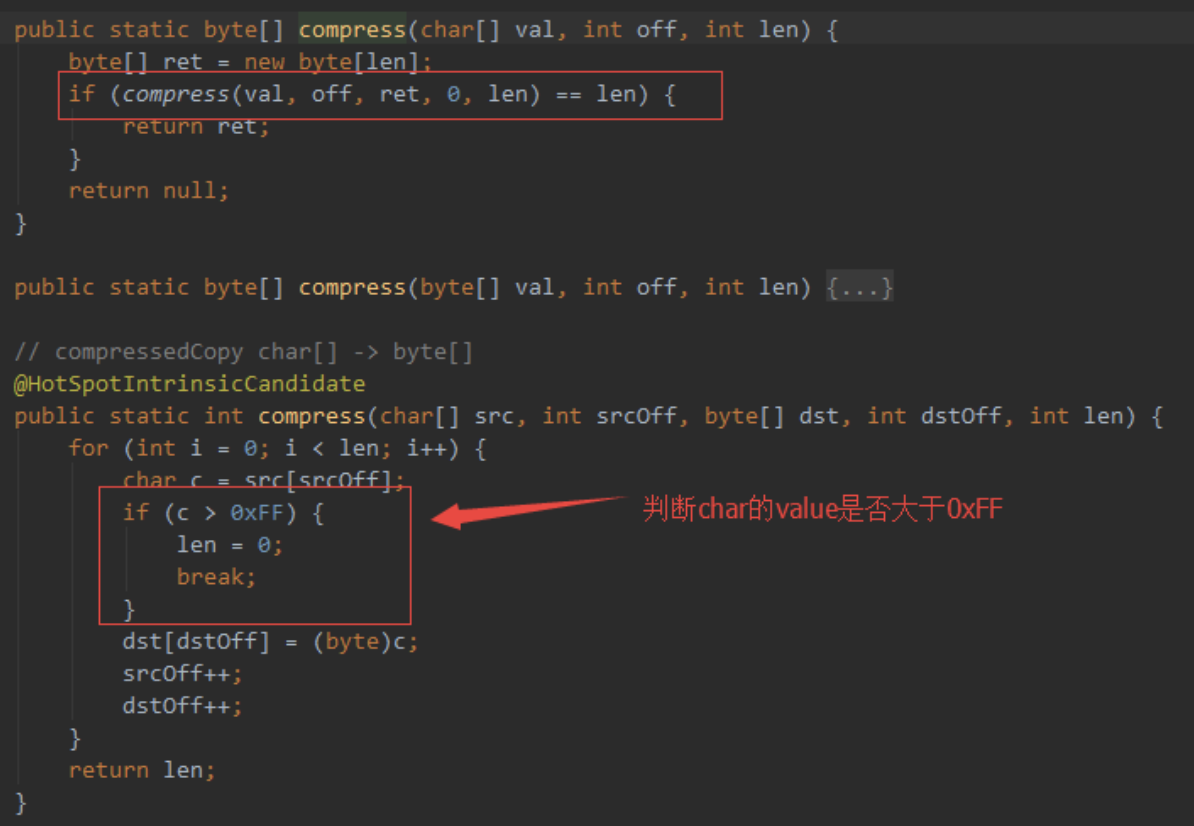 public static byte[] compress(char[] val, int off, int len) {
byte[] ret = new byte[len];
if (compress(val, off, ret, 0, len) == len) {
return ret;
}
return null;
}
public static byte[] compress(byte[] val, int off, int len) {...}
// compressedCopy char[] -> byte[]
@HotSpotIntrinsicCandidate
public static int compress(char[] src, int srcOff, byte[] dst, int dstOff, int len) {
for (int i = 0; i < len; i++) {
char c = src[srcOff];
if (c > 0xFF) {
判断char的value是否大于0xFF
len = 0;
break;
}
dst[dstOff] = (byte)c;
srcOff++;
dstOff++;
}
return len;
}